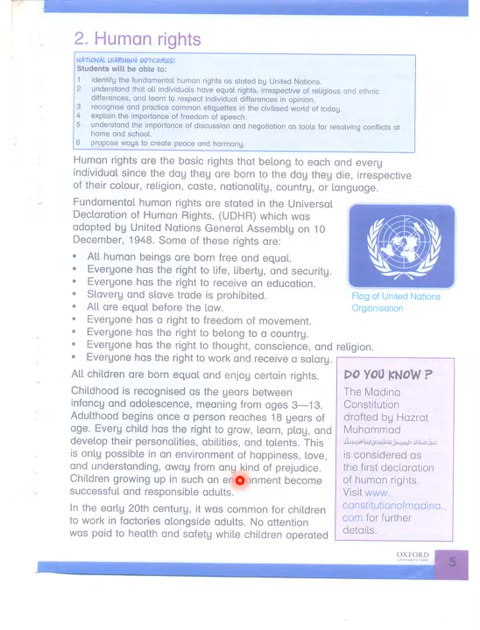 2. Human rights
NATIONAL LEARNING OUTCOMES:
Students will be able to:
1 identify the fundamental human rights as stated by United Nations.
2 understand that all individuals have equal rights, irrespective of religious and ethnic
differences, and learn to respect individual differences in opinion.
3 recognise and practice common etiquettes in the civilised world of today.
4 explain the importance of freedom of speech.
5 understand the importance of discussion and negotiation as tools for resolving conflicts at
home and school.
6 propose ways to create peace and harmony.
Human rights are the basic rights that belong to each and every
individual since the day they are born to the day they die, irrespective
of their colour, religion, caste, nationality, country, or language.
Fundamental human rights are stated in the Universal
Declaration of Human Rights, (UDHR) which was
adopted by United Nations General Assembly on 10
December, 1948. Some of these rights are:
• All human beings are born free and equal.
• Everyone has the right to life, liberty, and security.
• Everyone has the right to receive an education.
• Slavery and slave trade is prohibited.
• All are equal before the law.
• Everyone has a right to freedom of movement.
• Everyone has the right to belong to a country.
• Everyone has the right to thought, conscience, and religion.
• Everyone has the right to work and receive a salary.
Flag of United Nations
Organisation
All children are born equal and enjoy certain rights.
Childhood is recognised as the years between
infancy and adolescence, meaning from ages 3—13.
Adulthood begins once a person reaches 18 years of
age. Every child has the right to grow, learn, play, and
develop their personalities, abilities, and talents. This
is only possible in an environment of happiness, love,
and understanding, away from any kind of prejudice.
Children growing up in such an en onment become
successful and responsible adults.
In the early 20th century, it was common for children
to work in factories alongside adults. No attention
was paid to health and safety while children operated
DO YOU KNOW?
The Madina
Constitution
drafted by Hazrat
Muhammad
is considered as
the first declaration
of human rights.
Visit www.
constitutionofmadina.
com for further
details.
OXFORD
UNIVERSITY PRESS
5